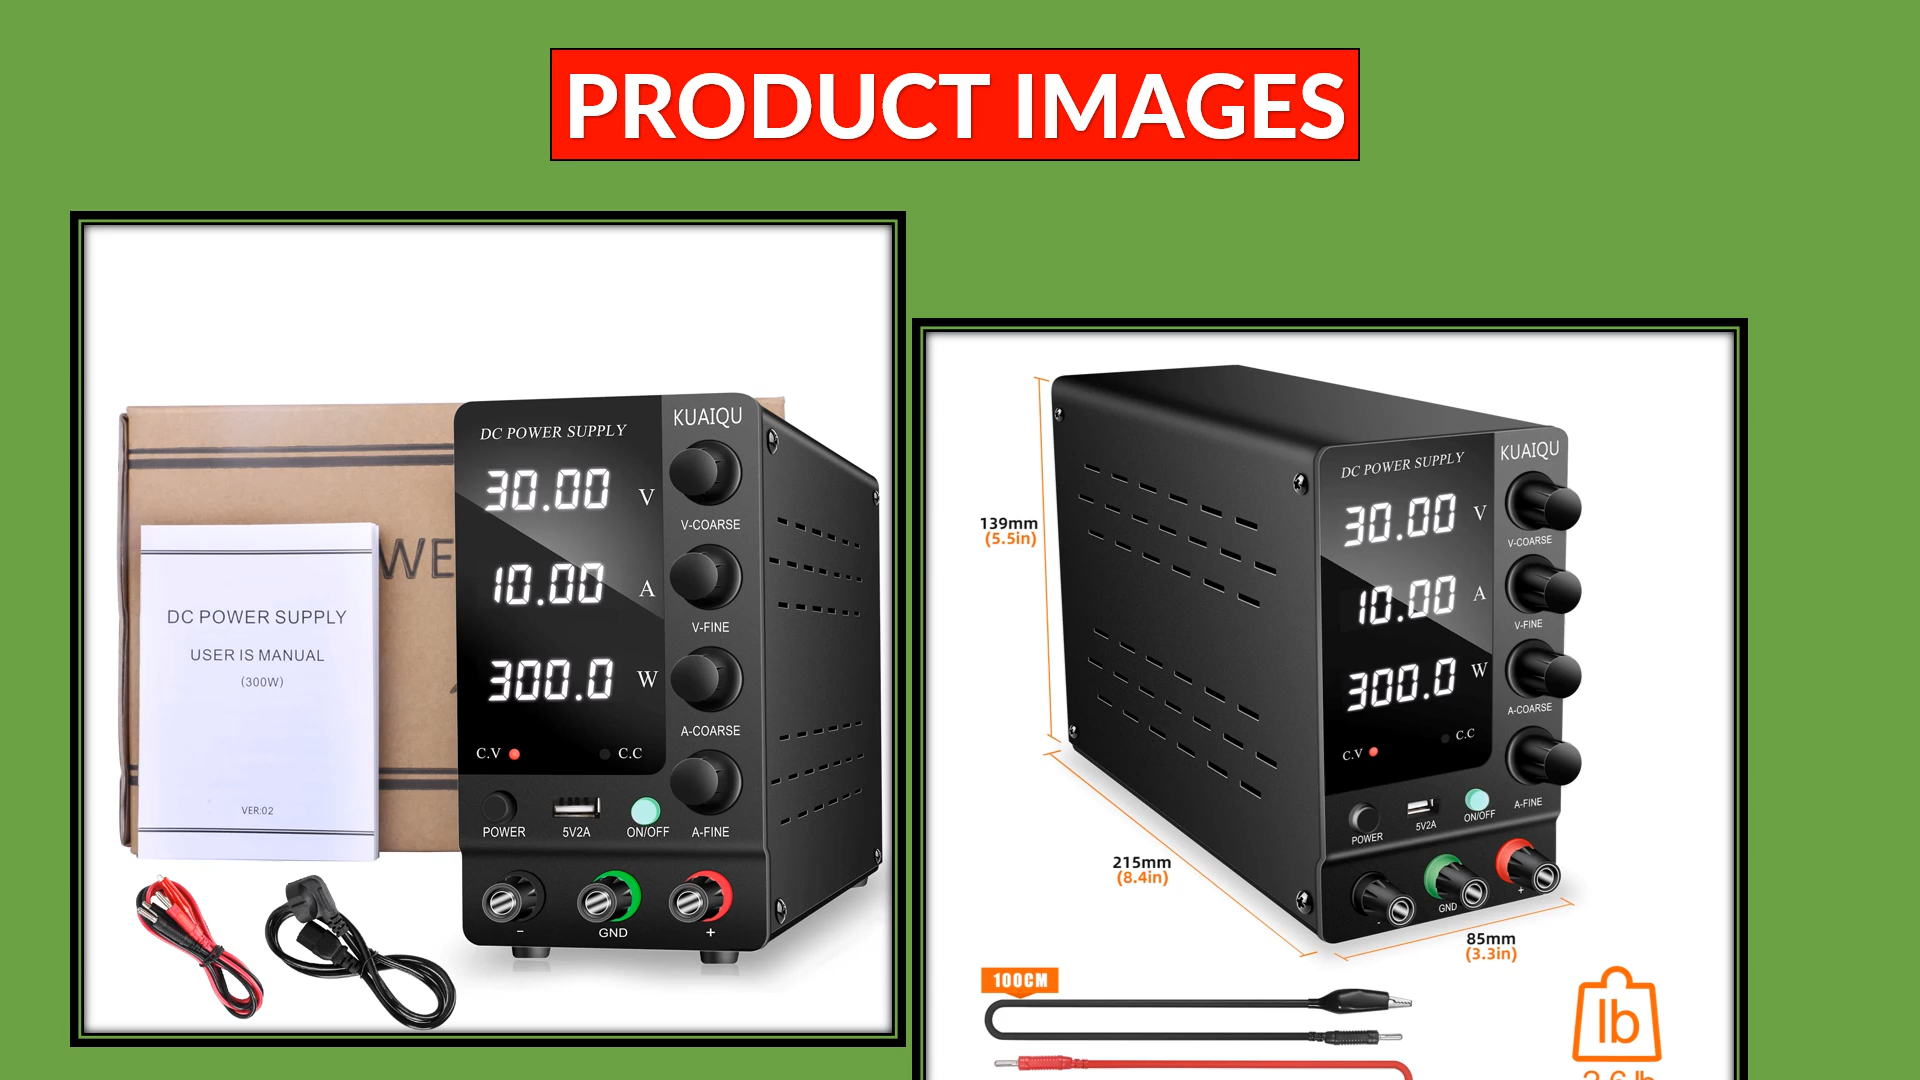 PRODUCT IMAGES
DC POWER SUPPLY
USER IS MANUAL
(300W)
VER:02
WE
DC POWER SUPPLY
KUAIQU
30.00 V
V-COARSE
10.00 A
V-FINE
300.0 W
A-COARSE
C.V
C.C
POWER
5V2A
ON/OFF
A-FINE
-
GND
+
DC POWER SUPPLY
KUAIQU
30.00 V
V-COARSE
10.00 A
V-FINE
300.0 W
A-COARSE
C.V
C.C
POWER
5V2A
ON/OFF
A-FINE
-
GND
+
139mm
(5.5in)
215mm
(8.4in)
85mm
(3.3in)
100CM
lb